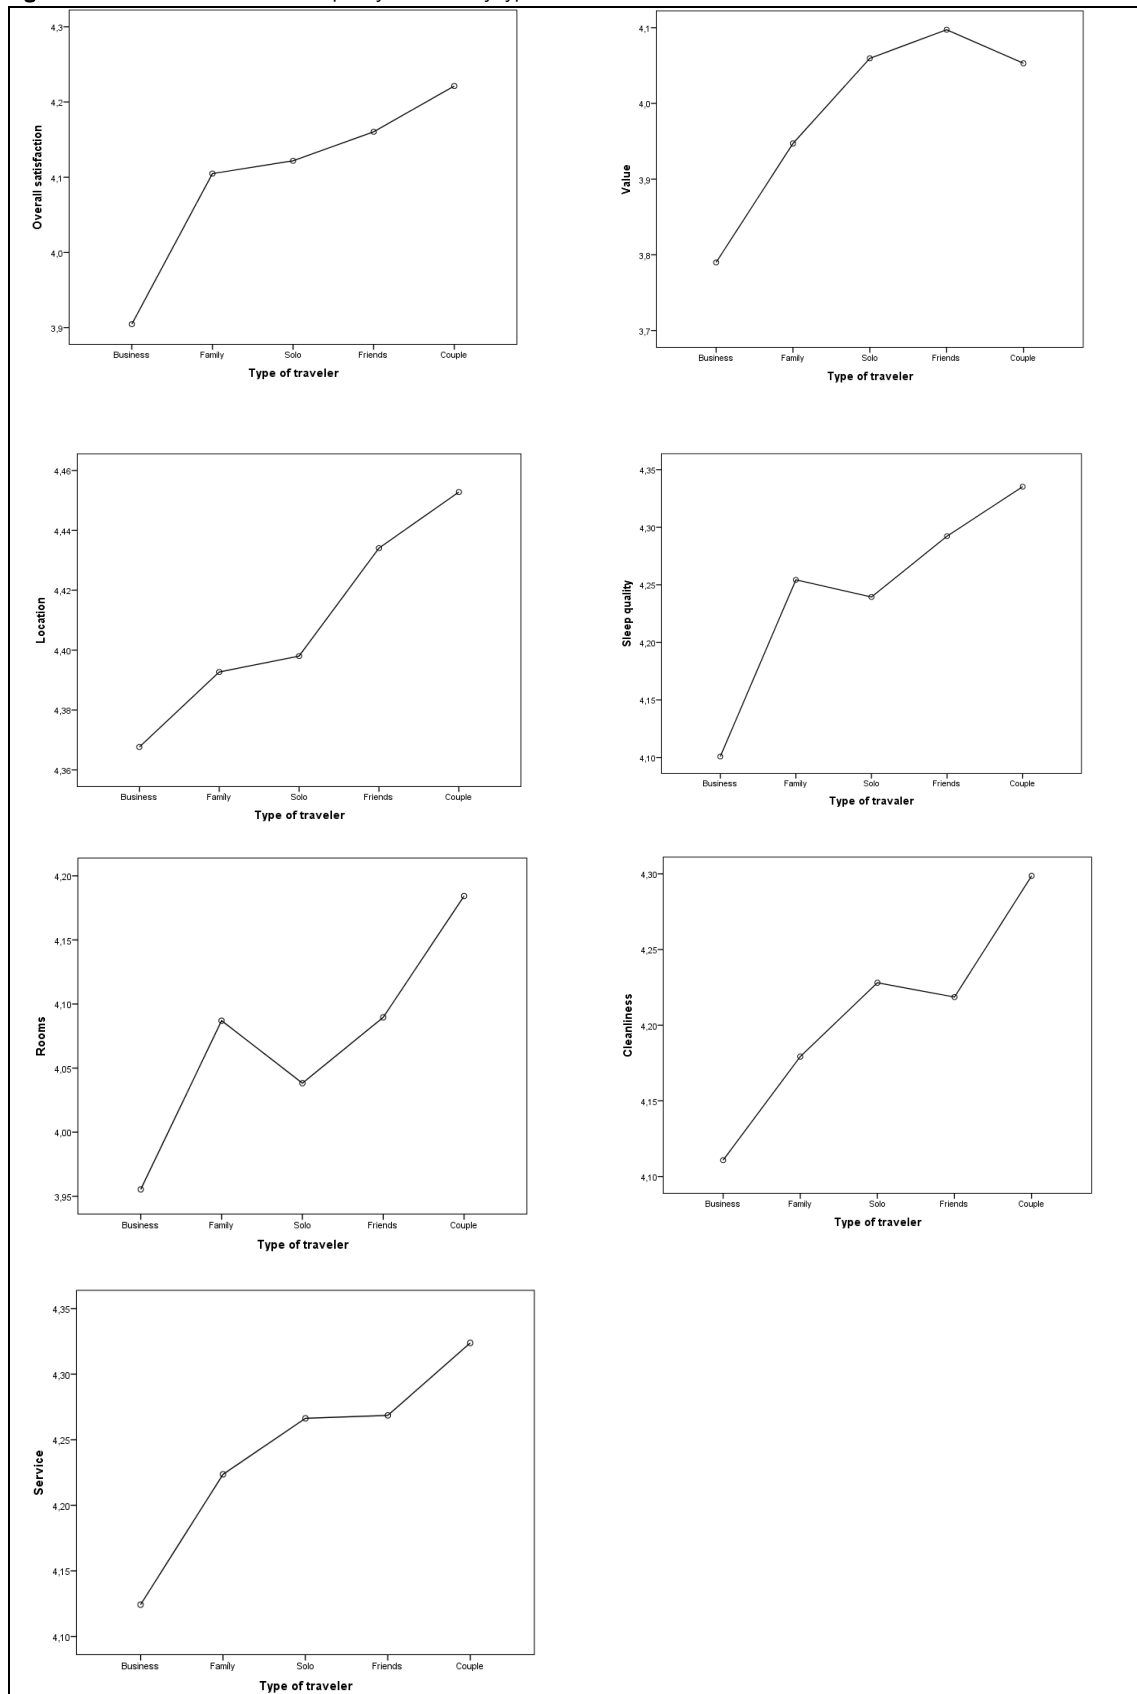 4,3
4,2
4,1
4,0
3,9
Overall satisfaction
Business Family Solo Friends Couple
Type of traveler
4,1
4,0
3,9
3,8
3,7
Value
Business Family Solo Friends Couple
Type of traveler
4,46
4,44
4,42
4,40
4,38
4,36
Location
Business Family Solo Friends Couple
Type of traveler
4,35
4,30
4,25
4,20
4,15
4,10
Sleep quality
Business Family Solo Friends Couple
Type of travaler
4,20
4,15
4,10
4,05
4,00
3,95
Rooms
Business Family Solo Friends Couple
Type of traveler
4,30
4,25
4,20
4,15
4,10
Cleanliness
Business Family Solo Friends Couple
Type of traveler
4,35
4,30
4,25
4,20
4,15
4,10
Service
Business Family Solo Friends Couple
Type of traveler